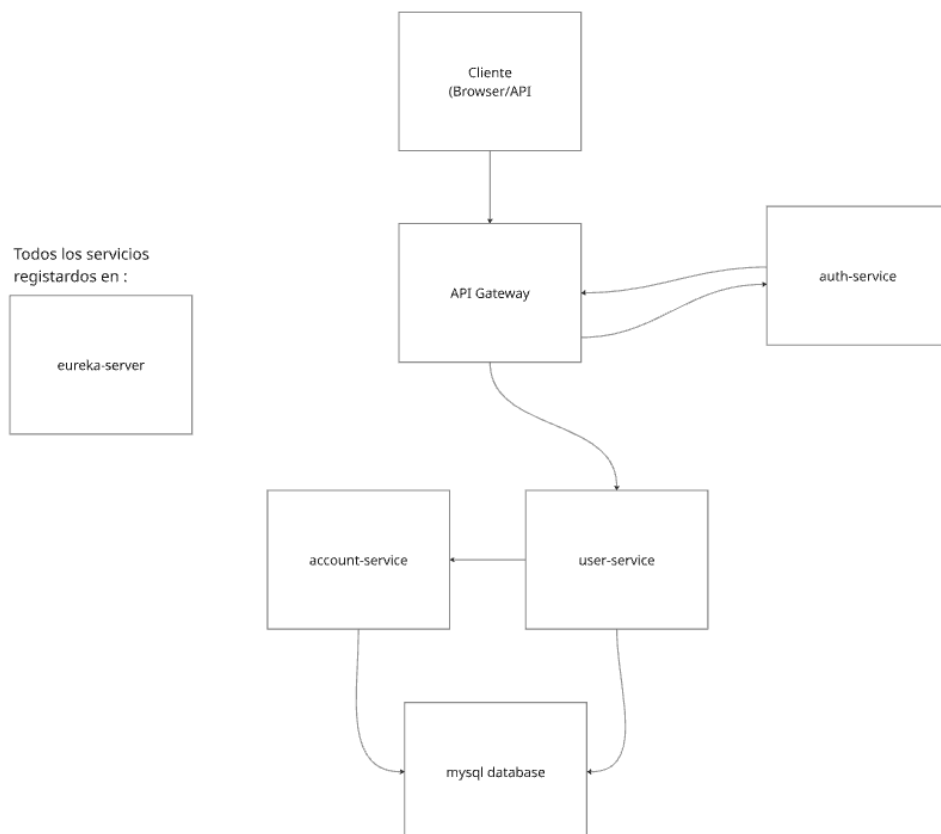 Cliente
(Browser/API
Todos los servicios
registardos en :
API Gateway
auth-service
eureka-server
account-service
user-service
mysql database